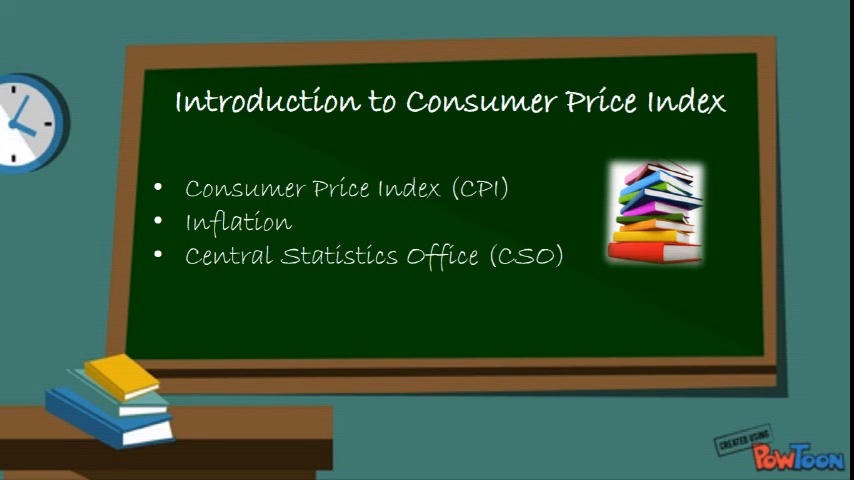 Introduction to Consumer Price Index
• Consumer Price Index (CPI)
• Inflation
• Central Statistics Office (CSO)
CREATED USING
POWTOON